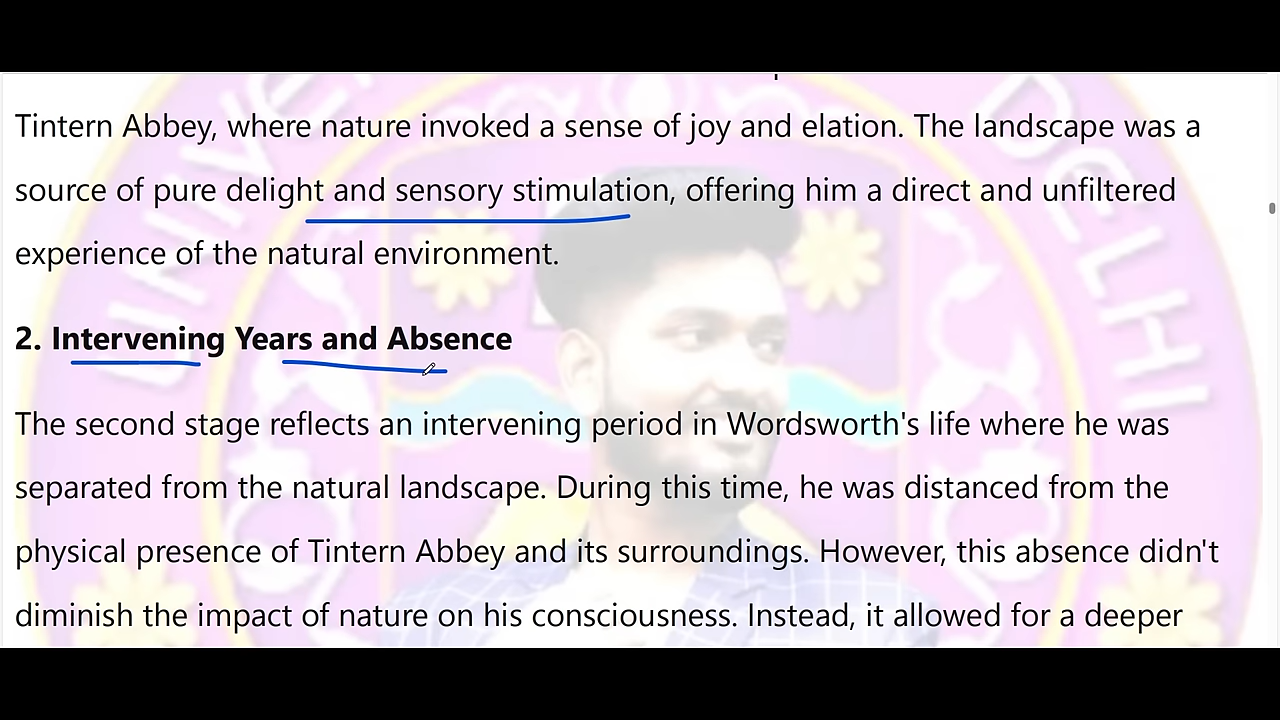 Tintern Abbey, where nature invoked a sense of joy and elation. The landscape was a
source of pure delight and sensory stimulation, offering him a direct and unfiltered
experience of the natural environment.
2. Intervening Years and Absence
The second stage reflects an intervening period in Wordsworth's life where he was
separated from the natural landscape. During this time, he was distanced from the
physical presence of Tintern Abbey and its surroundings. However, this absence didn't
diminish the impact of nature on his consciousness. Instead, it allowed for a deeper
DELHI